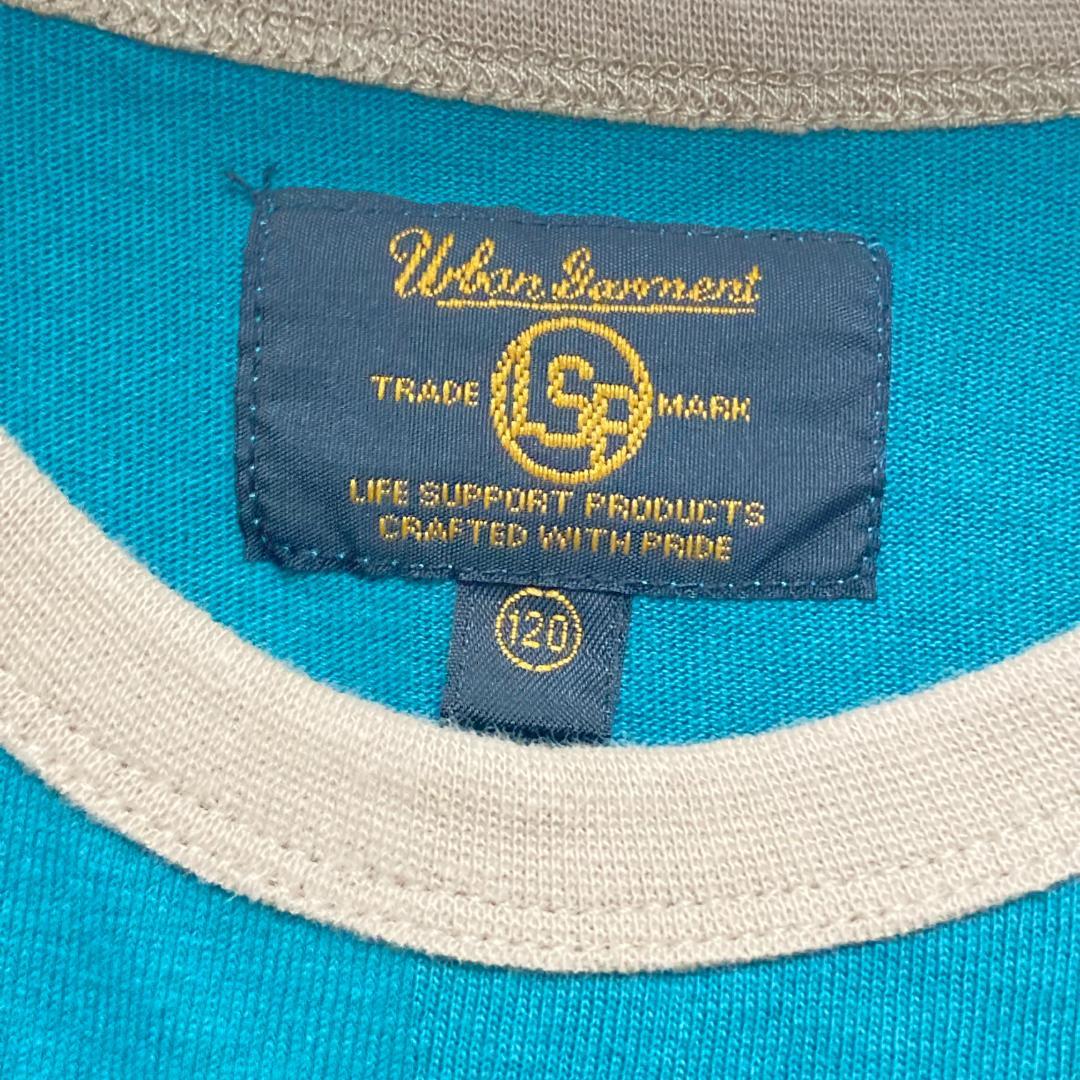 Urban Garment
TRADE LSP MARK
LIFE SUPPORT PRODUCTS
CRAFTED WITH PRIDE
120